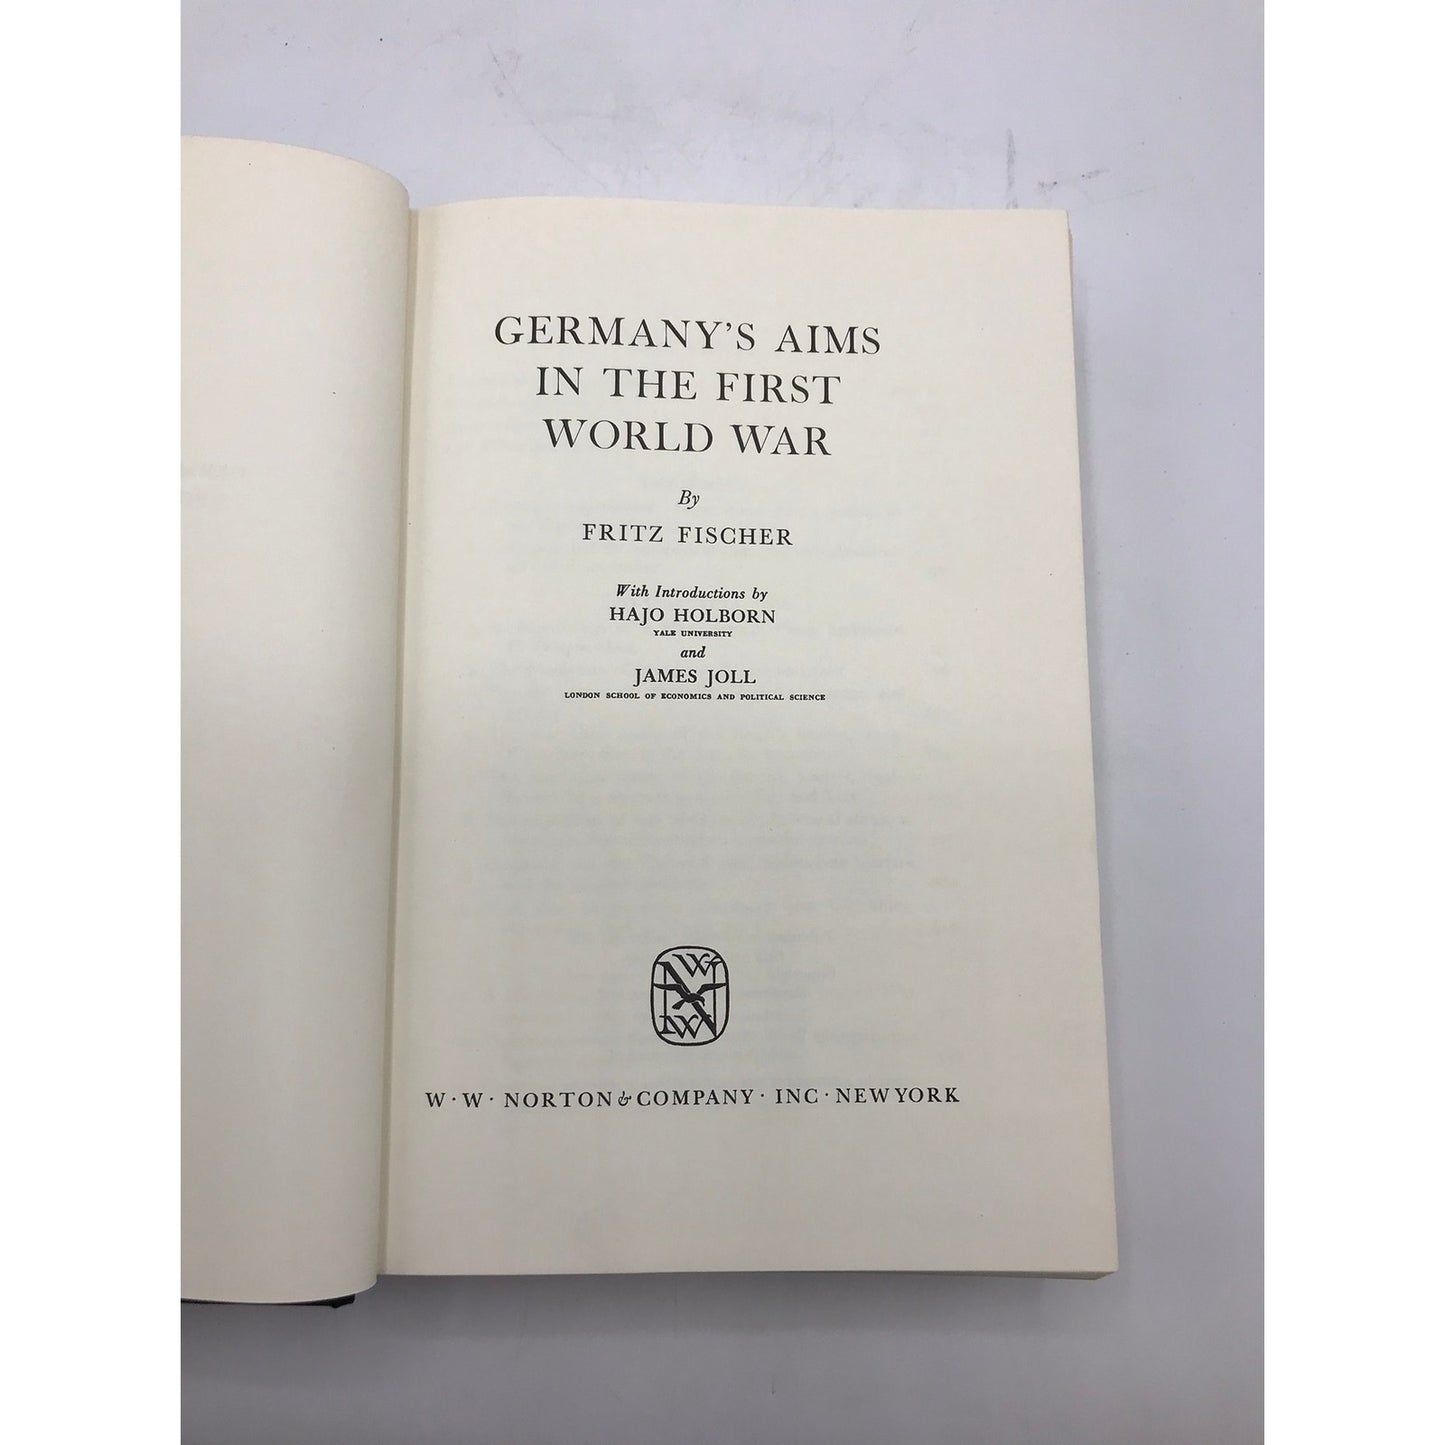 GERMANY'S AIMS
IN THE FIRST
WORLD WAR
By
FRITZ FISCHER
With Introductions by
HAJO HOLBORN
YALE UNIVERSITY
and
JAMES JOLL
LONDON SCHOOL OF ECONOMICS AND POLITICAL SCIENCE
W · W · NORTON & COMPANY · INC · NEW YORK